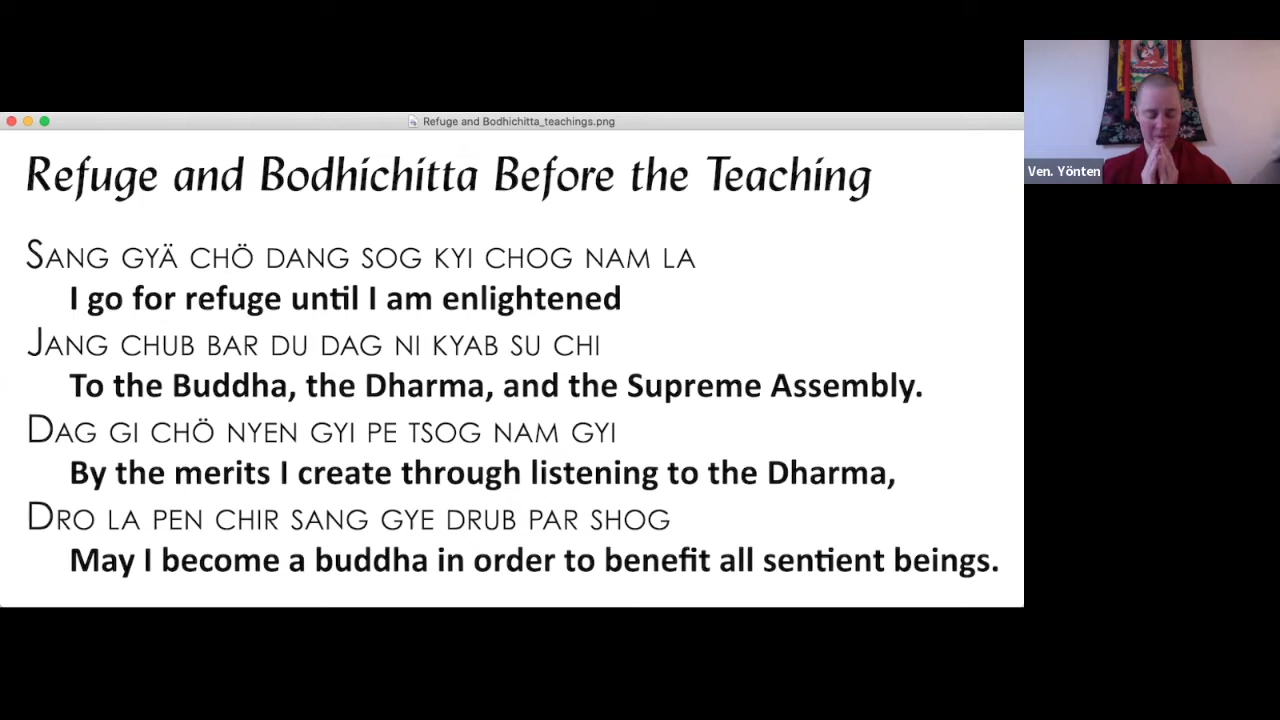 Refuge and Bodhichitta_teachings.png
Refuge and Bodhichitta Before the Teaching
SANG GYÄ CHÖ DANG SOG KYI CHOG NAM LA
I go for refuge until I am enlightened
JANG CHUB BAR DU DAG NI KYAB SU CHI
To the Buddha, the Dharma, and the Supreme Assembly.
DAG GI CHÖ NYEN GYI PE TSOG NAM GYI
By the merits I create through listening to the Dharma,
DRO LA PEN CHIR SANG GYE DRUB PAR SHOG
May I become a buddha in order to benefit all sentient beings.
Ven. Yönten